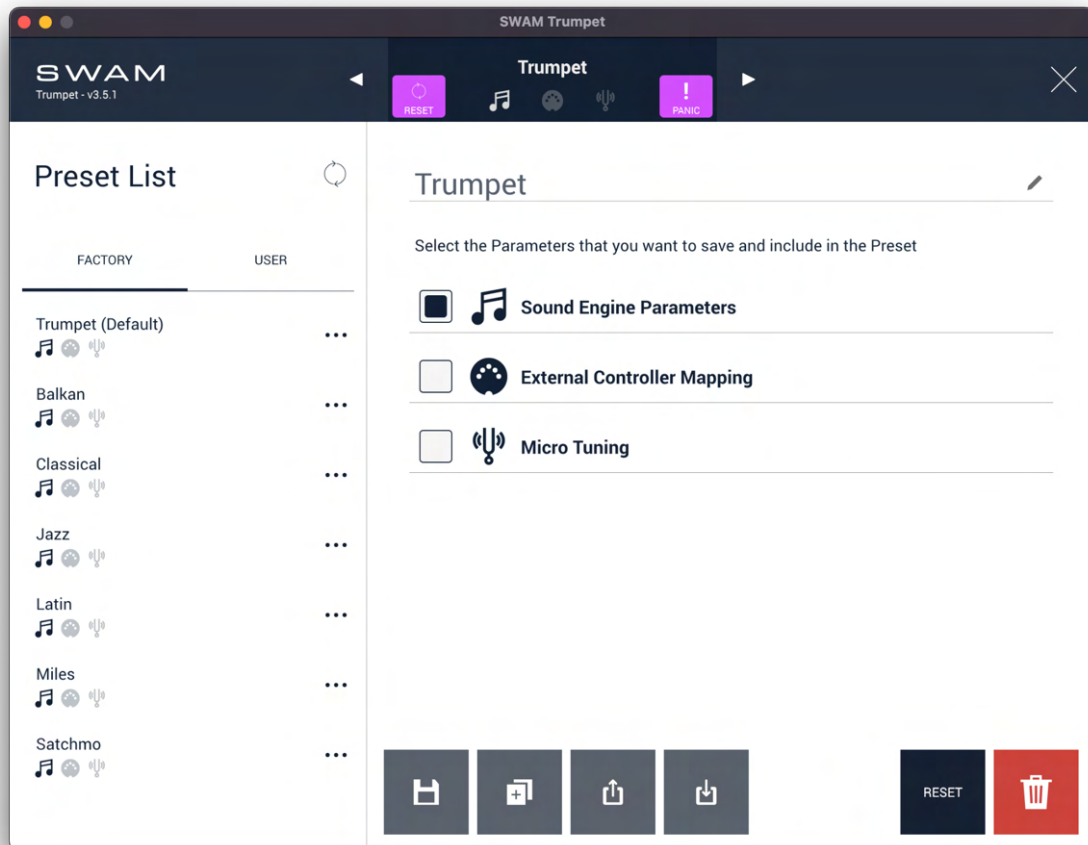 SWAM Trumpet
SWAM
Trumpet - v3.5.1
Trumpet
RESET
!
PANIC
Preset List
FACTORY
USER
Trumpet (Default)
Balkan
Classical
Jazz
Latin
Miles
Satchmo
Trumpet
Select the Parameters that you want to save and include in the Preset
Sound Engine Parameters
External Controller Mapping
Micro Tuning
RESET